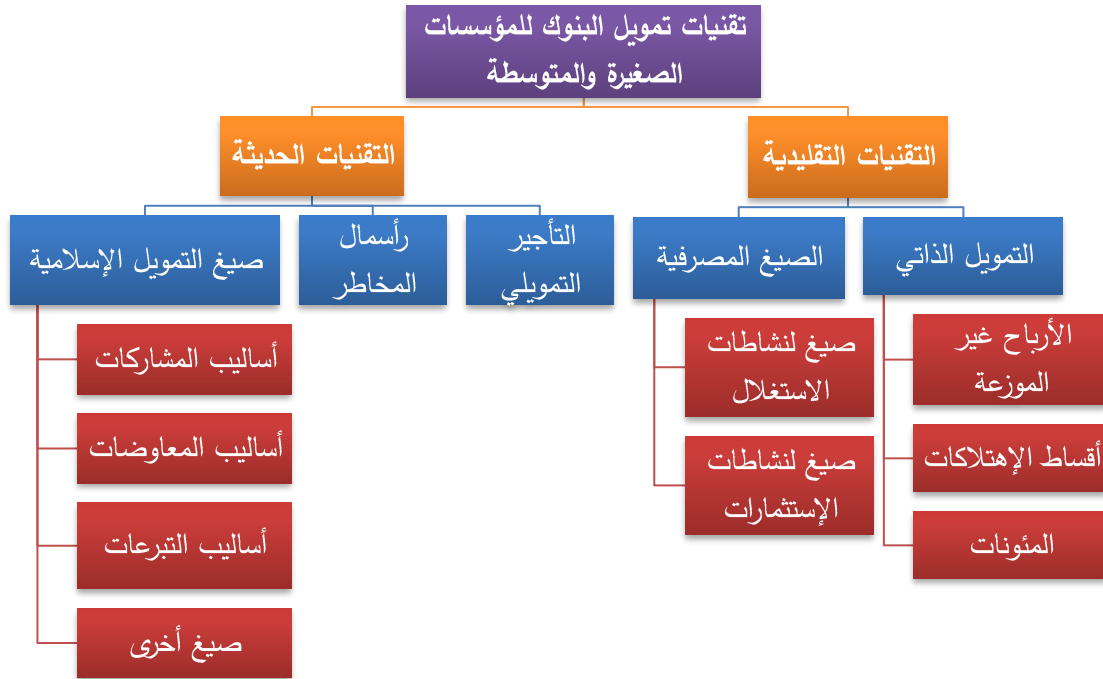 تقنيات تمويل البنوك للمؤسسات
الصغيرة والمتوسطة
التقنيات التقليدية
التقنيات الحديثة
التمويل الذاتي
الصيغ المصرفية
التأجير
التمويلي
رأسمال
المخاطر
صيغ التمويل الإسلامية
الأرباح غير
الموزعة
أقساط الإهتلاكات
المئونات
صيغ لنشاطات
الاستغلال
صيغ لنشاطات
الإستثمارات
أساليب المشاركات
أساليب المعاوضات
أساليب التبرعات
صيغ أخرى